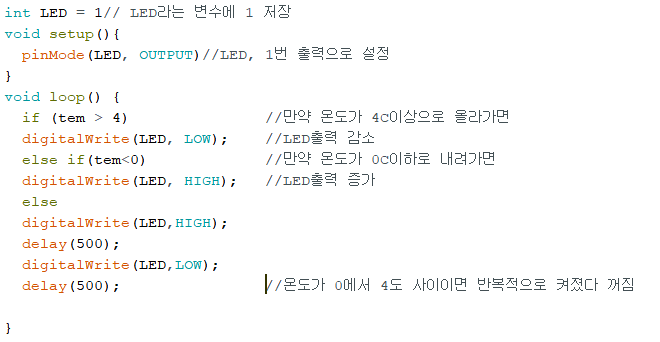 int LED = 1// LED라는 변수에 1 저장
void setup(){
  pinMode(LED, OUTPUT)//LED, 1번 출력으로 설정
}
void loop() {
  if (tem > 4)             //만약 온도가 4C이상으로 올라가면
  digitalWrite(LED, LOW);    //LED출력 감소
  else if(tem<0)           //만약 온도가 0C이하로 내려가면
  digitalWrite(LED, HIGH);   //LED출력 증가
  else
  digitalWrite(LED,HIGH);
  delay(500);
  digitalWrite(LED,LOW);
  delay(500);              //온도가 0에서 4도 사이이면 반복적으로 켜졌다 꺼짐
}